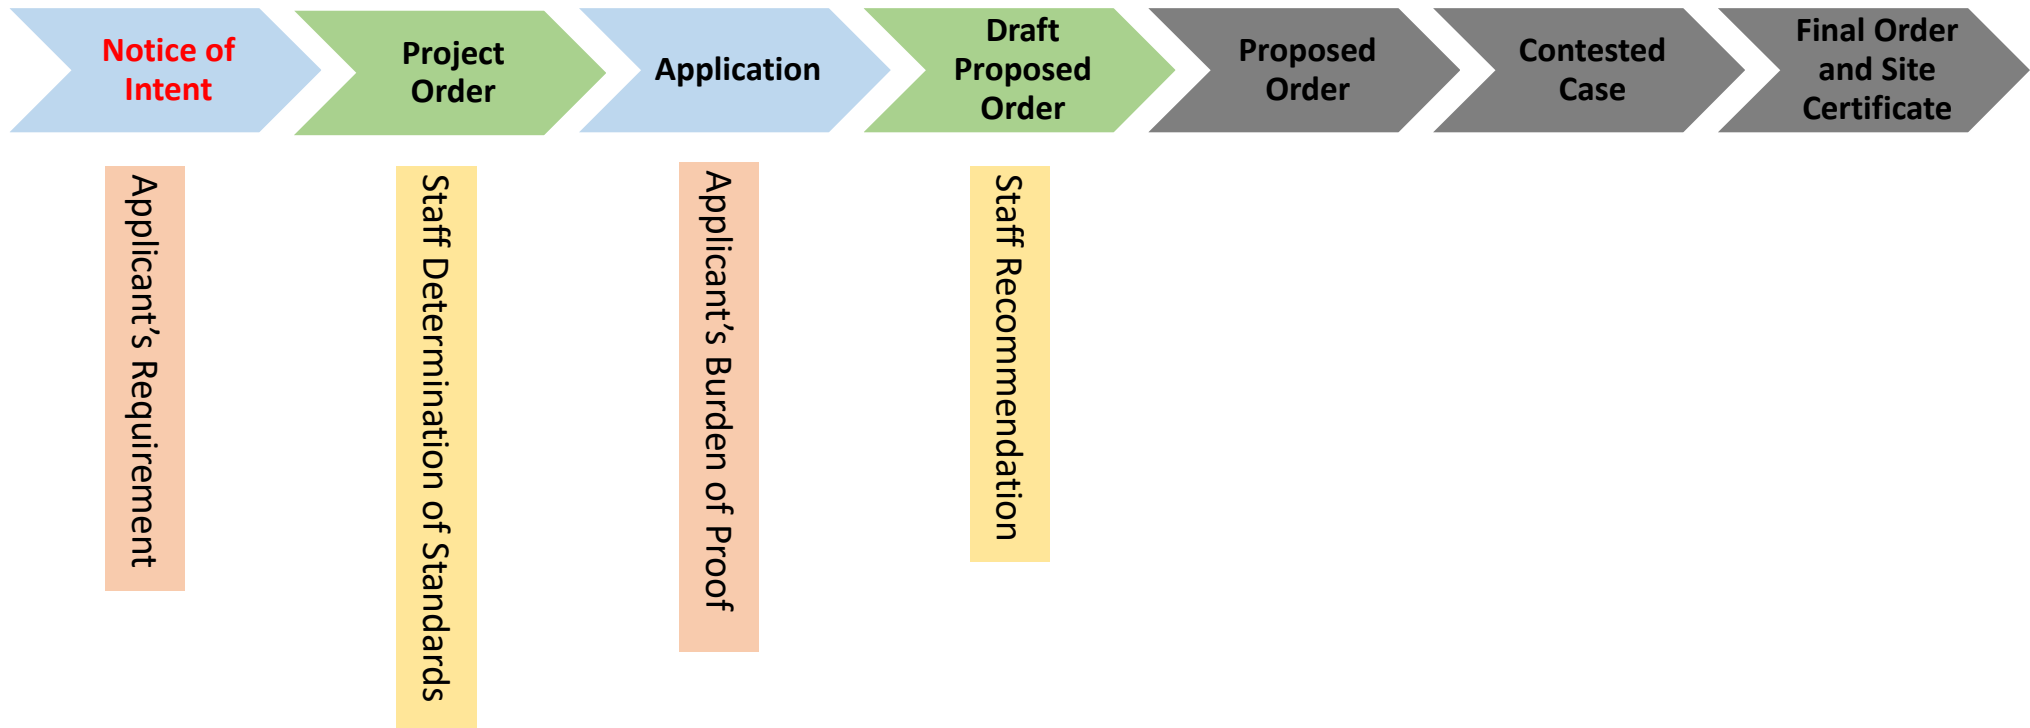 Notice of
Intent
Project
Order
Application
Draft
Proposed
Order
Proposed
Order
Contested
Case
Final Order
and Site
Certificate
Applicant’s Requirement
Staff Determination of Standards
Applicant’s Burden of Proof
Staff Recommendation